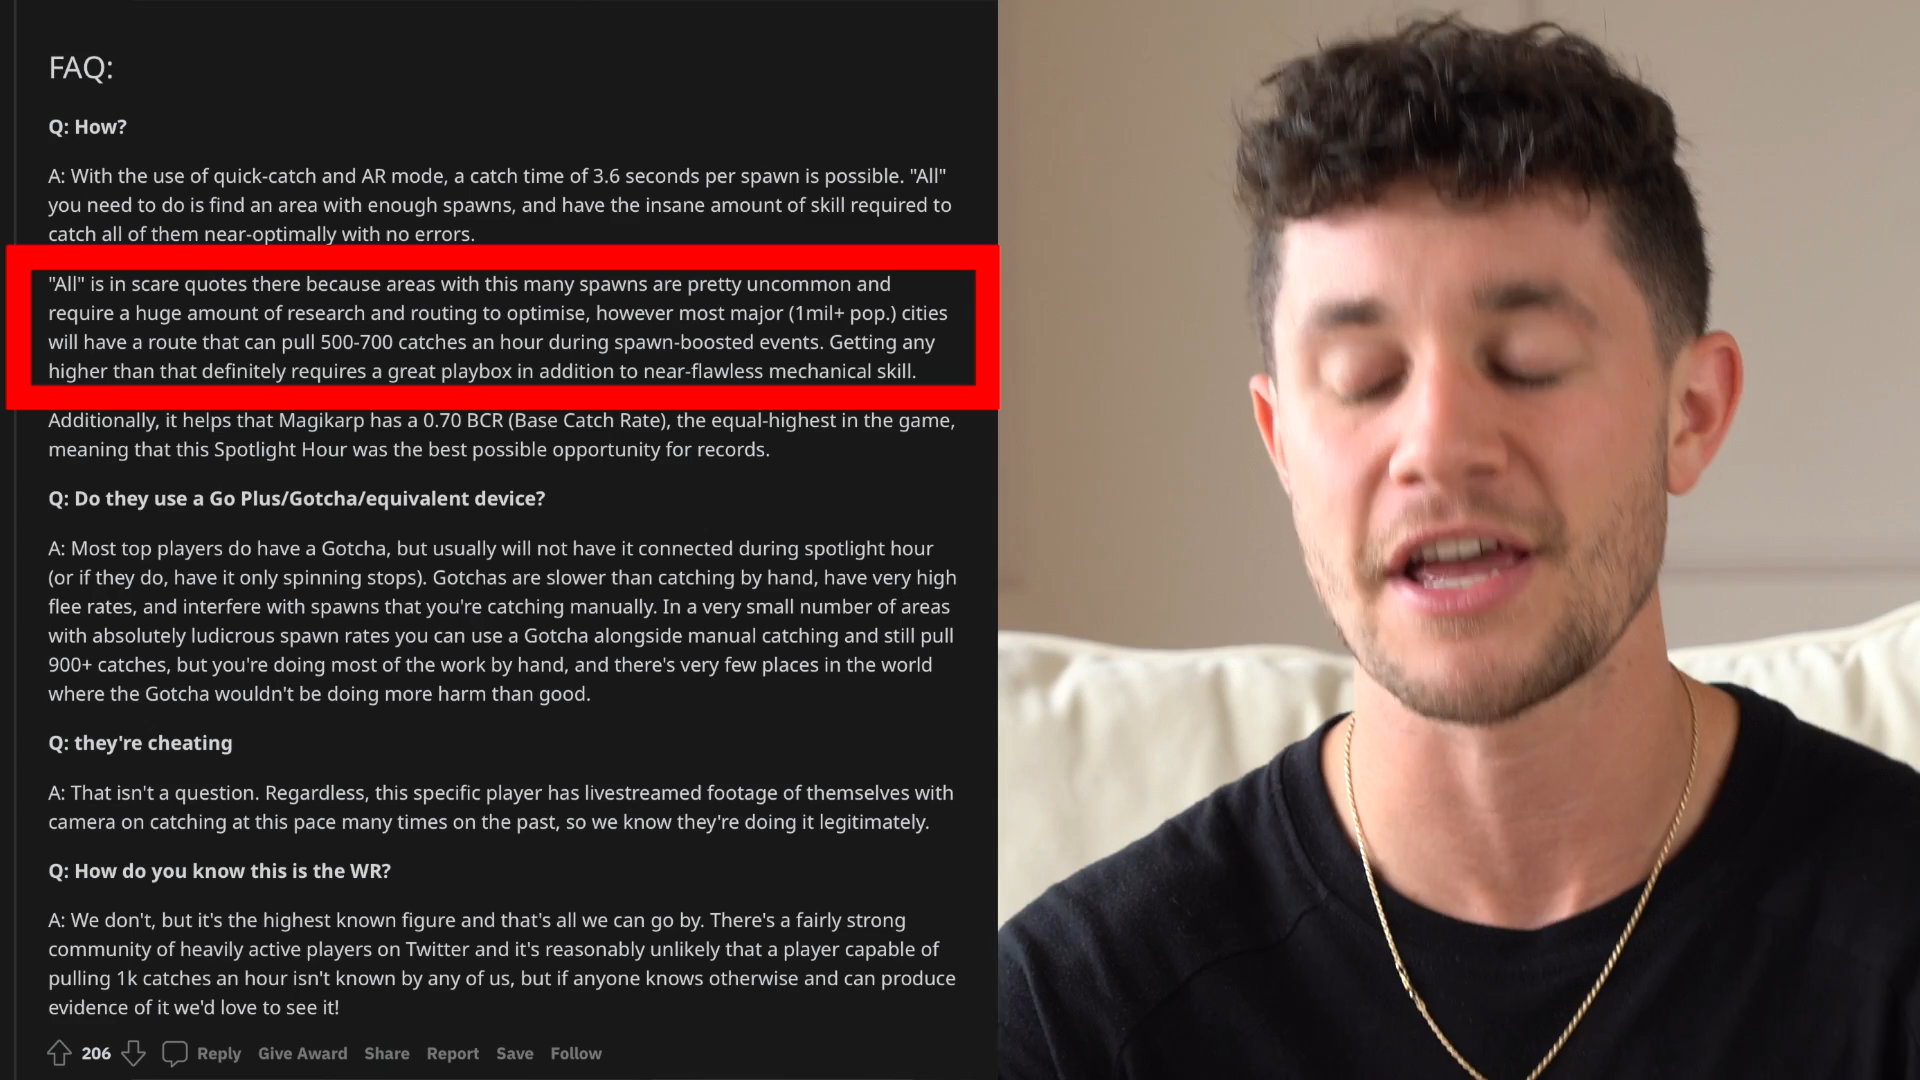 FAQ:
Q: How?
A: With the use of quick-catch and AR mode, a catch time of 3.6 seconds per spawn is possible. "All"
you need to do is find an area with enough spawns, and have the insane amount of skill required to
catch all of them near-optimally with no errors.
"All" is in scare quotes there because areas with this many spawns are pretty uncommon and
require a huge amount of research and routing to optimise, however most major (1mil+ pop.) cities
will have a route that can pull 500-700 catches an hour during spawn-boosted events. Getting any
higher than that definitely requires a great playbox in addition to near-flawless mechanical skill.
Additionally, it helps that Magikarp has a 0.70 BCR (Base Catch Rate), the equal-highest in the game,
meaning that this Spotlight Hour was the best possible opportunity for records.
Q: Do they use a Go Plus/Gotcha/equivalent device?
A: Most top players do have a Gotcha, but usually will not have it connected during spotlight hour
(or if they do, have it only spinning stops). Gotchas are slower than catching by hand, have very high
flee rates, and interfere with spawns that you're catching manually. In a very small number of areas
with absolutely ludicrous spawn rates you can use a Gotcha alongside manual catching and still pull
900+ catches, but you're doing most of the work by hand, and there's very few places in the world
where the Gotcha wouldn't be doing more harm than good.
Q: they're cheating
A: That isn't a question. Regardless, this specific player has livestreamed footage of themselves with
camera on catching at this pace many times on the past, so we know they're doing it legitimately.
Q: How do you know this is the WR?
A: We don't, but it's the highest known figure and that's all we can go by. There's a fairly strong
community of heavily active players on Twitter and it's reasonably unlikely that a player capable of
pulling 1k catches an hour isn't known by any of us, but if anyone knows otherwise and can produce
evidence of it we'd love to see it!
206 Reply Give Award Share Report Save Follow